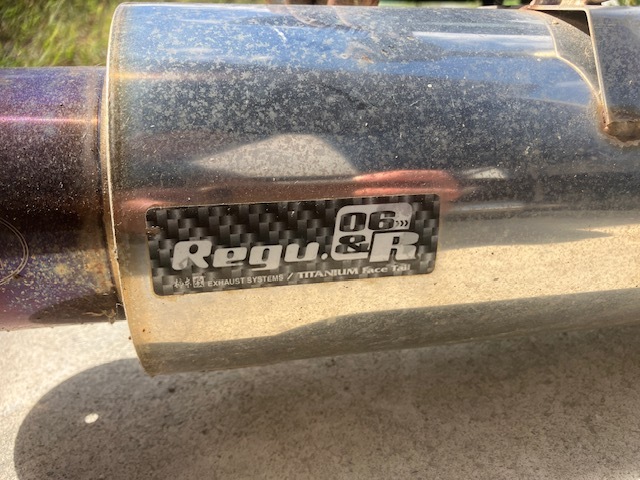 06
Regu.&R
EXHAUST SYSTEMS / TITANIUM Face Tail